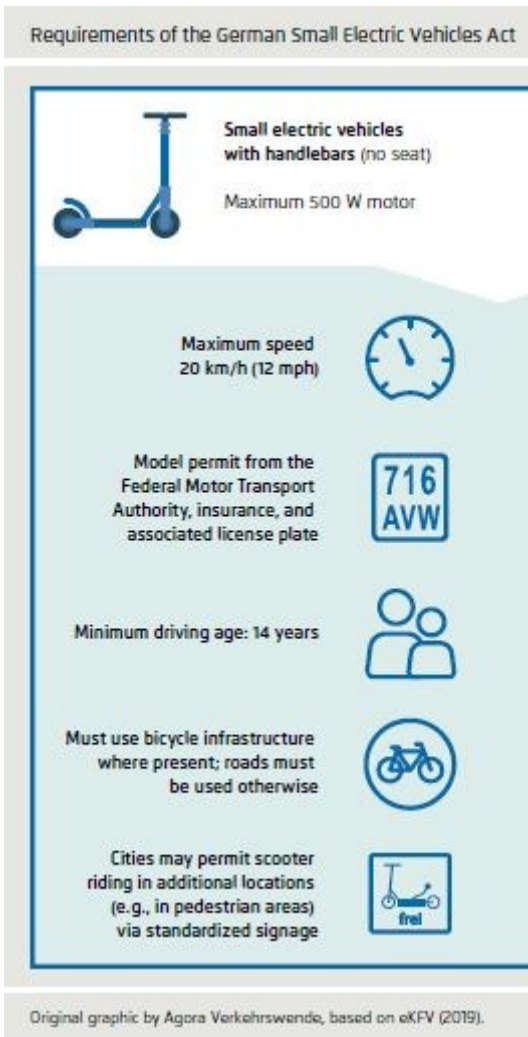 Requirements of the German Small Electric Vehicles Act
Small electric vehicles
with handlebars (no seat)
Maximum 500 W motor
Maximum speed
20 km/h (12 mph)
Model permit from the
Federal Motor Transport
Authority, insurance, and
associated license plate
716
AVW
Minimum driving age: 14 years
Must use bicycle infrastructure
where present; roads must
be used otherwise
Cities may permit scooter
riding in additional locations
(e.g., in pedestrian areas)
via standardized signage
frei
Original graphic by Agora Verkehrswende, based on eKFV (2019).